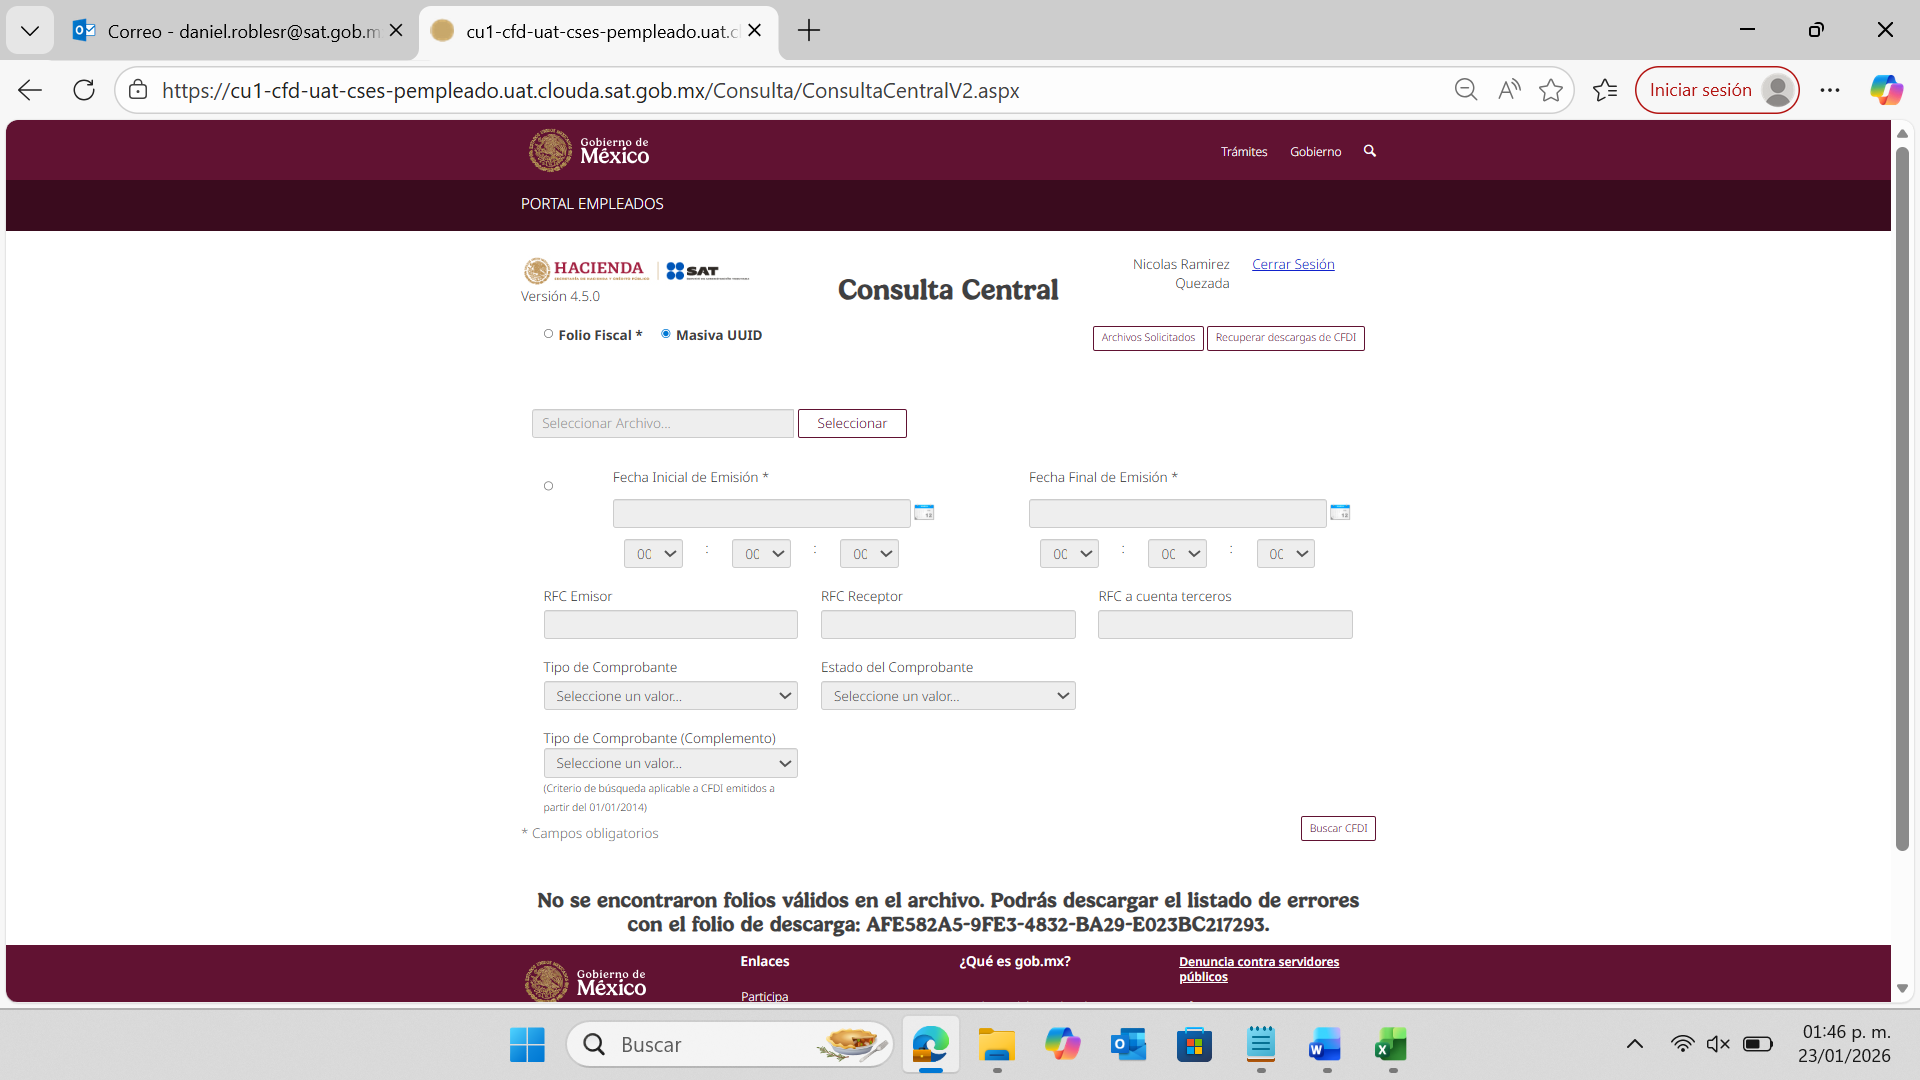 Correo - daniel.roblesr@sat.gob.m
cu1-cfd-uat-cses-pempleado.uat.cl
https://cu1-cfd-uat-cses-pempleado.uat.clouda.sat.gob.mx/Consulta/ConsultaCentralV2.aspx
Iniciar sesión
Gobierno de
México
Trámites
Gobierno
PORTAL EMPLEADOS
HACIENDA
SAT
Versión 4.5.0
Consulta Central
Nicolas Ramirez
Quezada
Cerrar Sesión
Folio Fiscal *
Masiva UUID
Archivos Solicitados
Recuperar descargas de CFDI
Seleccionar Archivo...
Seleccionar
Fecha Inicial de Emisión *
Fecha Final de Emisión *
00 : 00 : 00
00 : 00 : 00
RFC Emisor
RFC Receptor
RFC a cuenta terceros
Tipo de Comprobante
Estado del Comprobante
Seleccione un valor...
Seleccione un valor...
Tipo de Comprobante (Complemento)
Seleccione un valor...
(Criterio de búsqueda aplicable a CFDI emitidos a
partir del 01/01/2014)
* Campos obligatorios
Buscar CFDI
No se encontraron folios válidos en el archivo. Podrás descargar el listado de errores
con el folio de descarga: AFE582A5-9FE3-4832-BA29-E023BC217293.
Gobierno de
México
Enlaces
Participa
¿Qué es gob.mx?
Denuncia contra servidores
públicos
Buscar
01:46 p. m.
23/01/2026